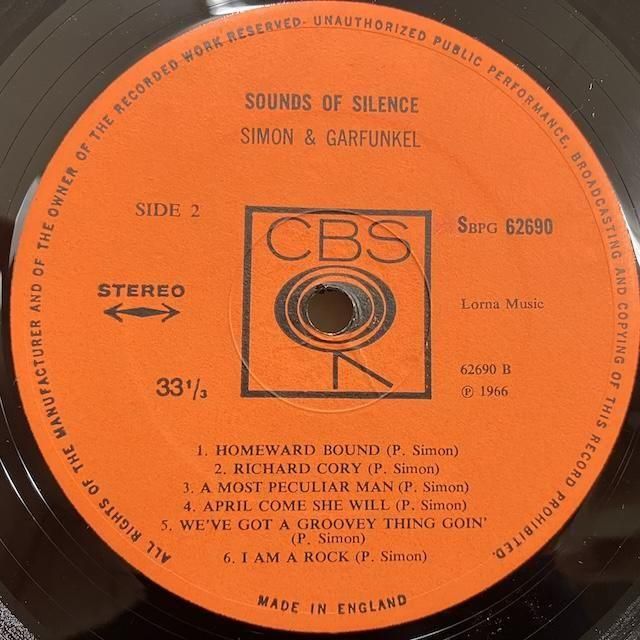 ALL RIGHTS OF THE MANUFACTURER AND OF THE OWNER OF THE RECORDED WORK RESERVED- UNAUTHORIZED PUBLIC PERFORMANCE, BROADCASTING AND COPYING OF THIS RECORD PROHIBITED.
SOUNDS OF SILENCE
SIMON & GARFUNKEL
SIDE 2
CBS
SBPG 62690
STEREO
Lorna Music
33⅓
62690 B
℗ 1966
1. HOMEWARD BOUND (P. Simon)
2. RICHARD CORY (P. Simon)
3. A MOST PECULIAR MAN (P. Simon)
4. APRIL COME SHE WILL (P. Simon)
5. WE'VE GOT A GROOVEY THING GOIN'
(P. Simon)
6. I AM A ROCK (P. Simon)
MADE IN ENGLAND